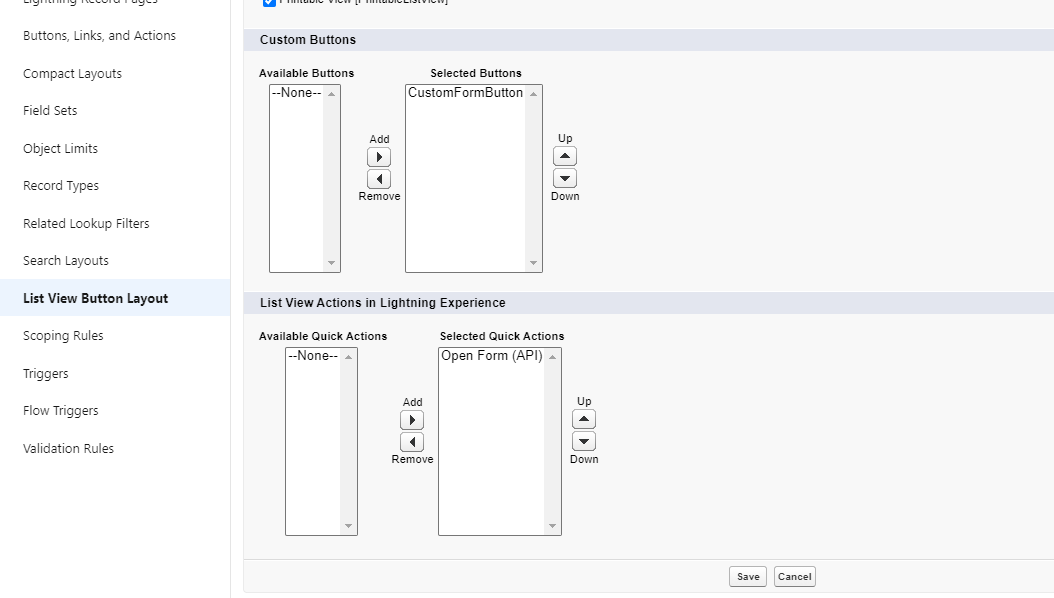 Lightning Record Pages
Printable View [PrintableListView]
Buttons, Links, and Actions
Compact Layouts
Field Sets
Object Limits
Record Types
Related Lookup Filters
Search Layouts
List View Button Layout
Scoping Rules
Triggers
Flow Triggers
Validation Rules
Custom Buttons
Available Buttons
Selected Buttons
--None--
CustomFormButton
Add
Remove
Up
Down
List View Actions in Lightning Experience
Available Quick Actions
Selected Quick Actions
--None--
Open Form (API)
Add
Remove
Up
Down
Save
Cancel